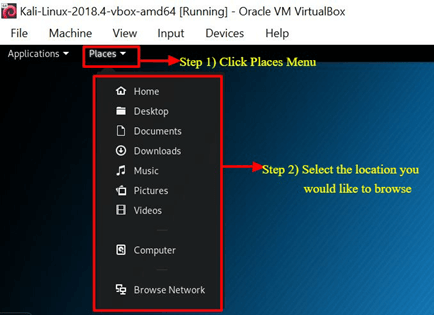 Kali-Linux-2018.4-vbox-amd64 [Running] - Oracle VM VirtualBox
File Machine View Input Devices Help
Applications Places
Step 1) Click Places Menu
Home
Desktop
Documents
Downloads
Music
Step 2) Select the location you
would like to browse
Pictures
Videos
Computer
Browse Network